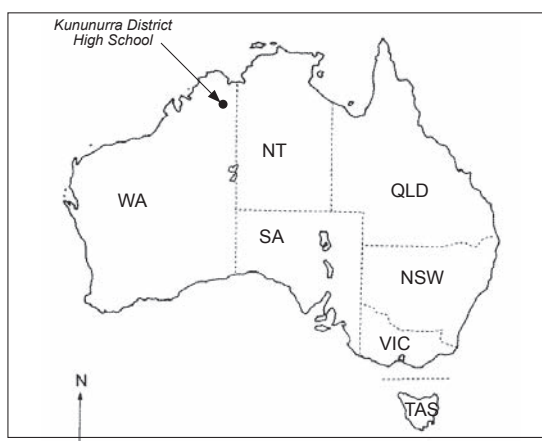 Kununurra District
High School
NT
WA
QLD
SA
NSW
VIC
N
TAS